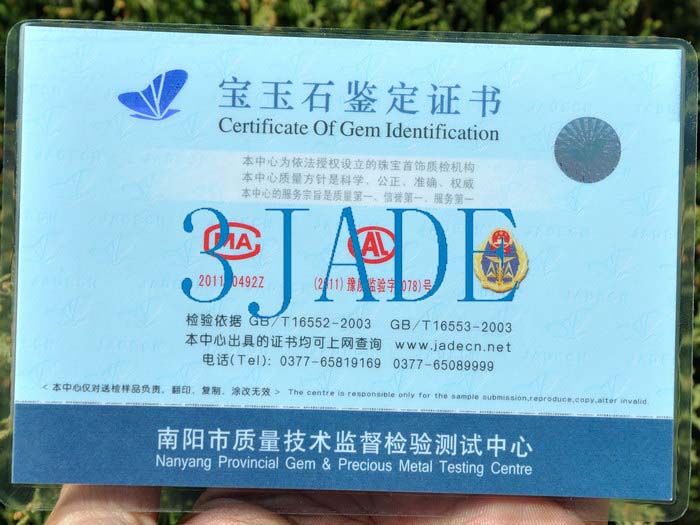 宝玉石鉴定证书
Certificate Of Gem Identification
本中心为依法授权设立的珠宝首饰质检机构
本中心质量方针是科学、公正、准确、权威
本中心的服务宗旨是质量第一、信誉第一、服务第一
3 JADE
MA
AL
2011 0492Z
(2011)豫质监验字 078)号
检验依据 GB/T16552-2003 GB/T16553-2003
本中心出具的证书均可上网查询 www.jadecn.net
电话(Tel): 0377-65819169 0377-65089999
< 本中心仅对送检样品负责, 翻印、复制、涂改无效 > The centre is responsible only for the sample submission,reproduce,copy,alter invalid.
南阳市质量技术监督检验测试中心
Nanyang Provincial Gem & Precious Metal Testing Centre